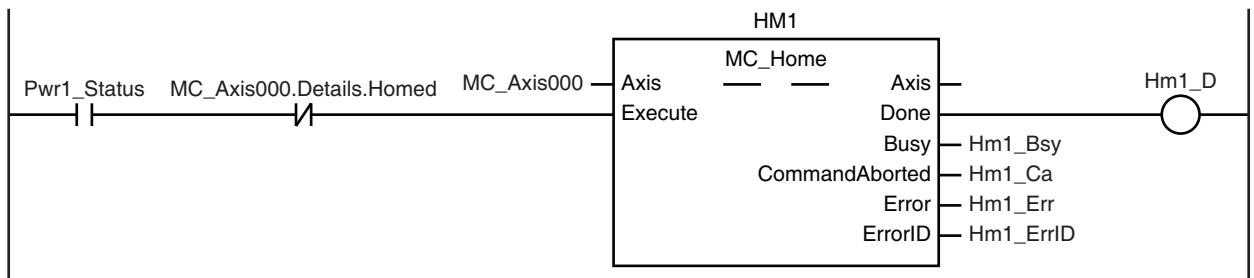 HM1
MC_Home
Pwr1_Status MC_Axis000.Details.Homed MC_Axis000 Axis Axis Hm1_D
Execute Done
Busy Hm1_Bsy
CommandAborted Hm1_Ca
Error Hm1_Err
ErrorID Hm1_ErrID